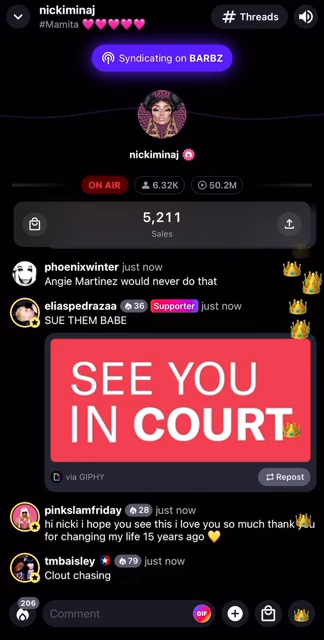 nickiminaj
#Mamita 💗💗💗💗💗
# Threads
Syndicating on BARBZ
nickiminaj
ON AIR 6.32K 50.2M
5,211
Sales
phoenixwinter just now
Angie Martinez would never do that
eliaspedrazaa 36 Supporter just now
SUE THEM BABE
SEE YOU
IN COURT
via GIPHY Repost
pinkslamfriday 28 just now
hi nicki i hope you see this i love you so much thank you
for changing my life 15 years ago 💛
tmbaisley 79 just now
Clout chasing
206
Comment GIF